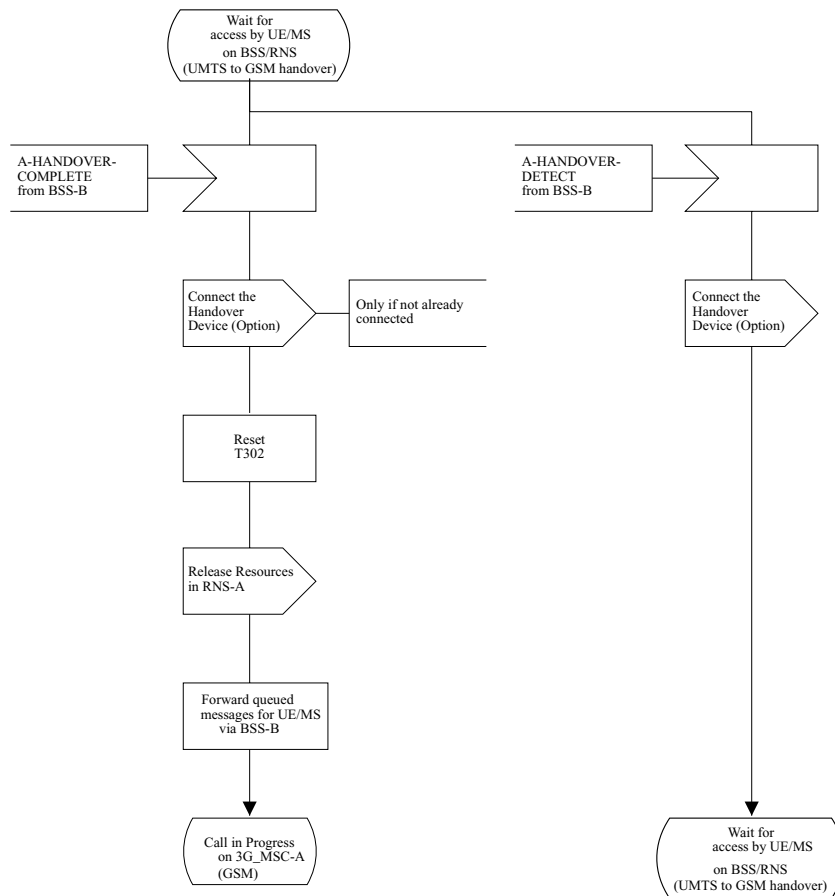 Wait for
access by UE/MS
on BSS/RNS
(UMTS to GSM handover)
A-HANDOVER-
COMPLETE
from BSS-B
A-HANDOVER-
DETECT
from BSS-B
Connect the
Handover
Device (Option)
Only if not already
connected
Connect the
Handover
Device (Option)
Reset
T302
Release Resources
in RNS-A
Forward queued
messages for UE/MS
via BSS-B
Call in Progress
on 3G_MSC-A
(GSM)
Wait for
access by UE/MS
on BSS/RNS
(UMTS to GSM handover)